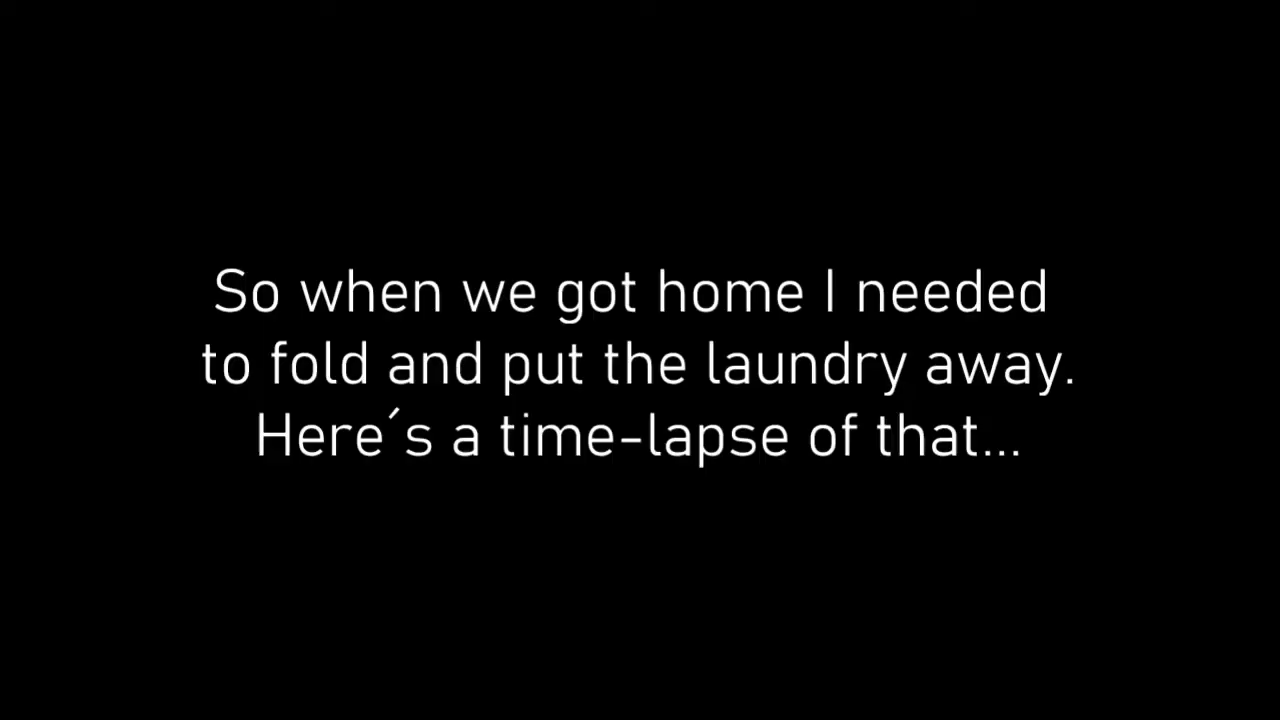 So when we got home I needed
to fold and put the laundry away.
Here´s a time-lapse of that...